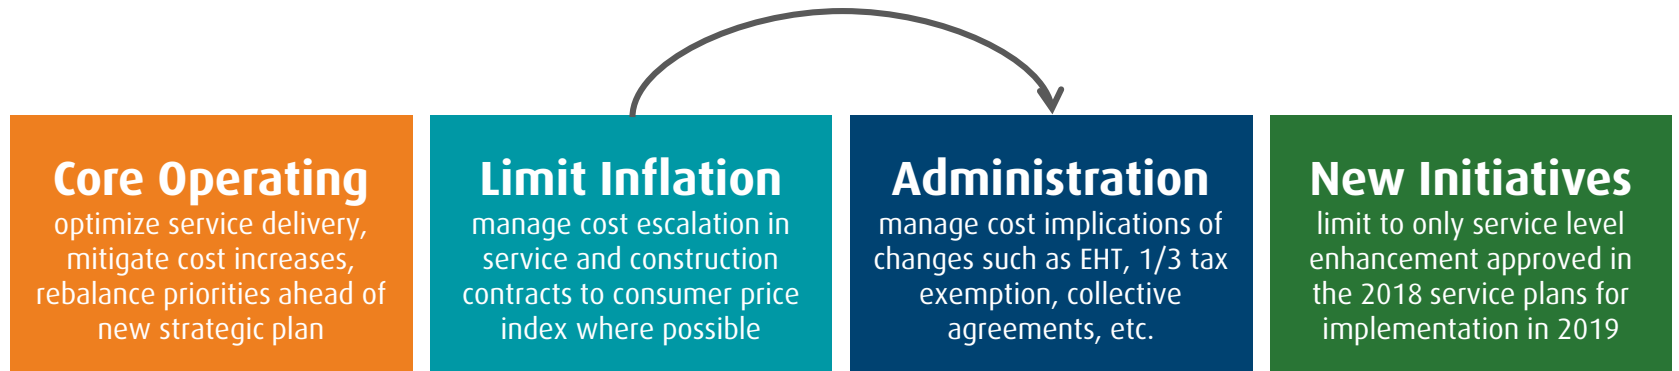 Core Operating
optimize service delivery,
mitigate cost increases,
rebalance priorities ahead of
new strategic plan
Limit Inflation
manage cost escalation in
service and construction
contracts to consumer price
index where possible
Administration
manage cost implications of
changes such as EHT, 1/3 tax
exemption, collective
agreements, etc.
New Initiatives
limit to only service level
enhancement approved in
the 2018 service plans for
implementation in 2019